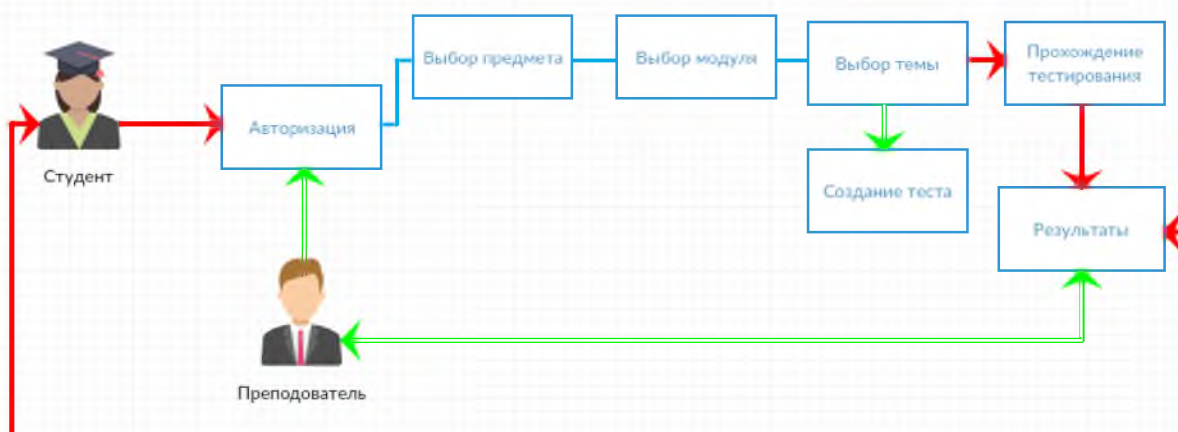 Выбор предмета
Выбор модуля
Выбор темы
Прохождение
тестирования
Авторизация
Студент
Создание теста
Результаты
Преподователь